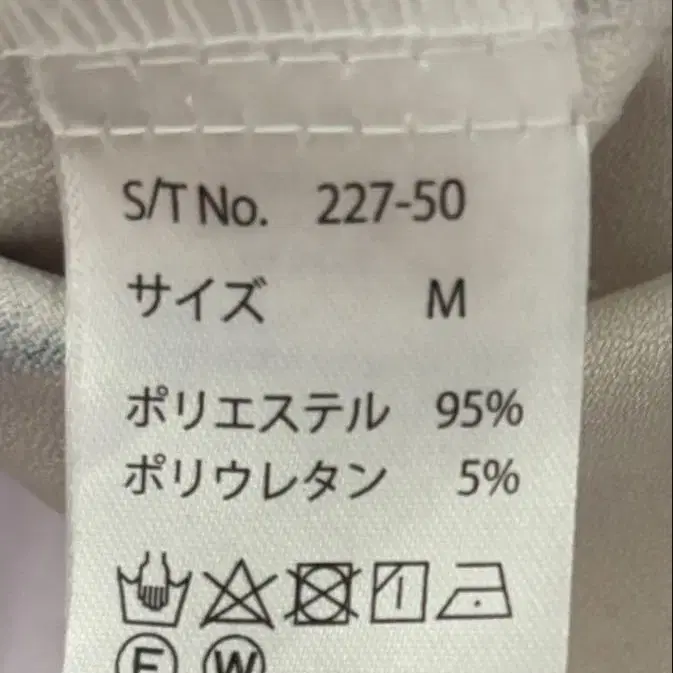 S/T No. 227-50
サイズ M
ポリエステル 95%
ポリウレタン 5%
F W